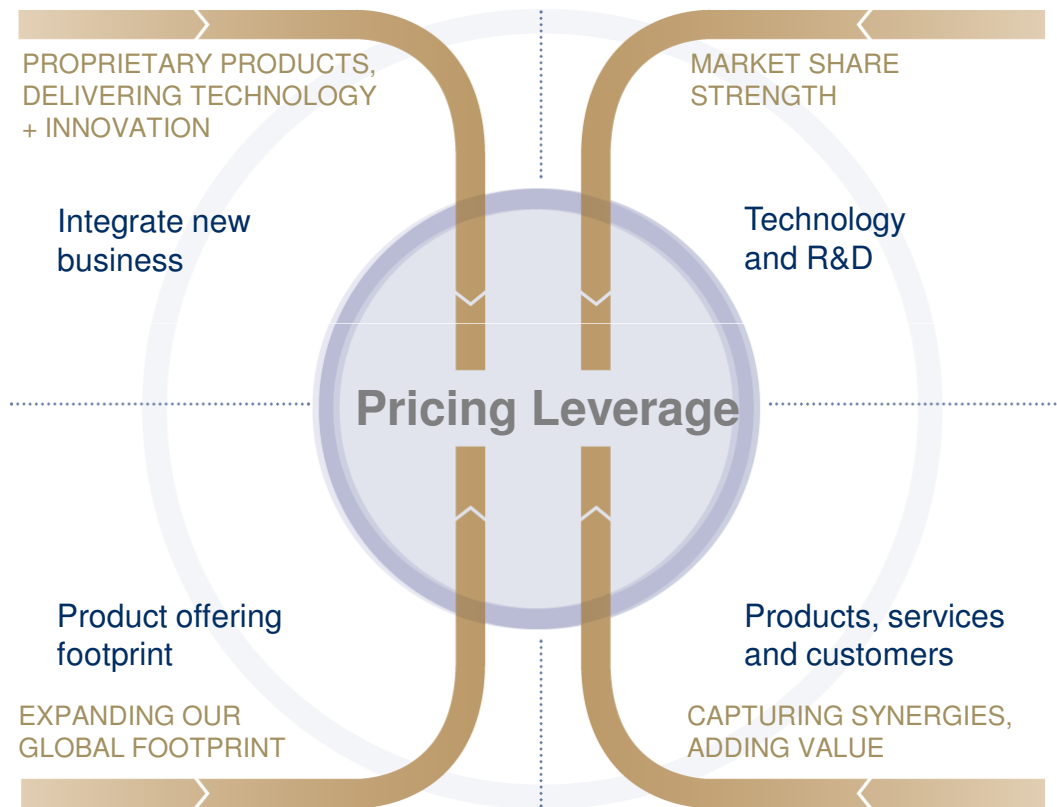 PROPRIETARY PRODUCTS,
DELIVERING TECHNOLOGY
+ INNOVATION
MARKET SHARE
STRENGTH
Integrate new
business
Technology
and R&D
Pricing Leverage
Product offering
footprint
Products, services
and customers
EXPANDING OUR
GLOBAL FOOTPRINT
CAPTURING SYNERGIES,
ADDING VALUE